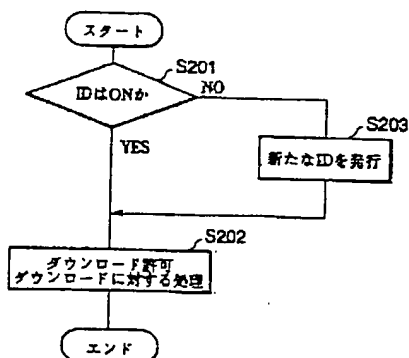 スタート
S201
IDはONか
NO
YES
S203
新たなIDを発行
S202
ダウンロード許可
ダウンロードに対する処理
エンド